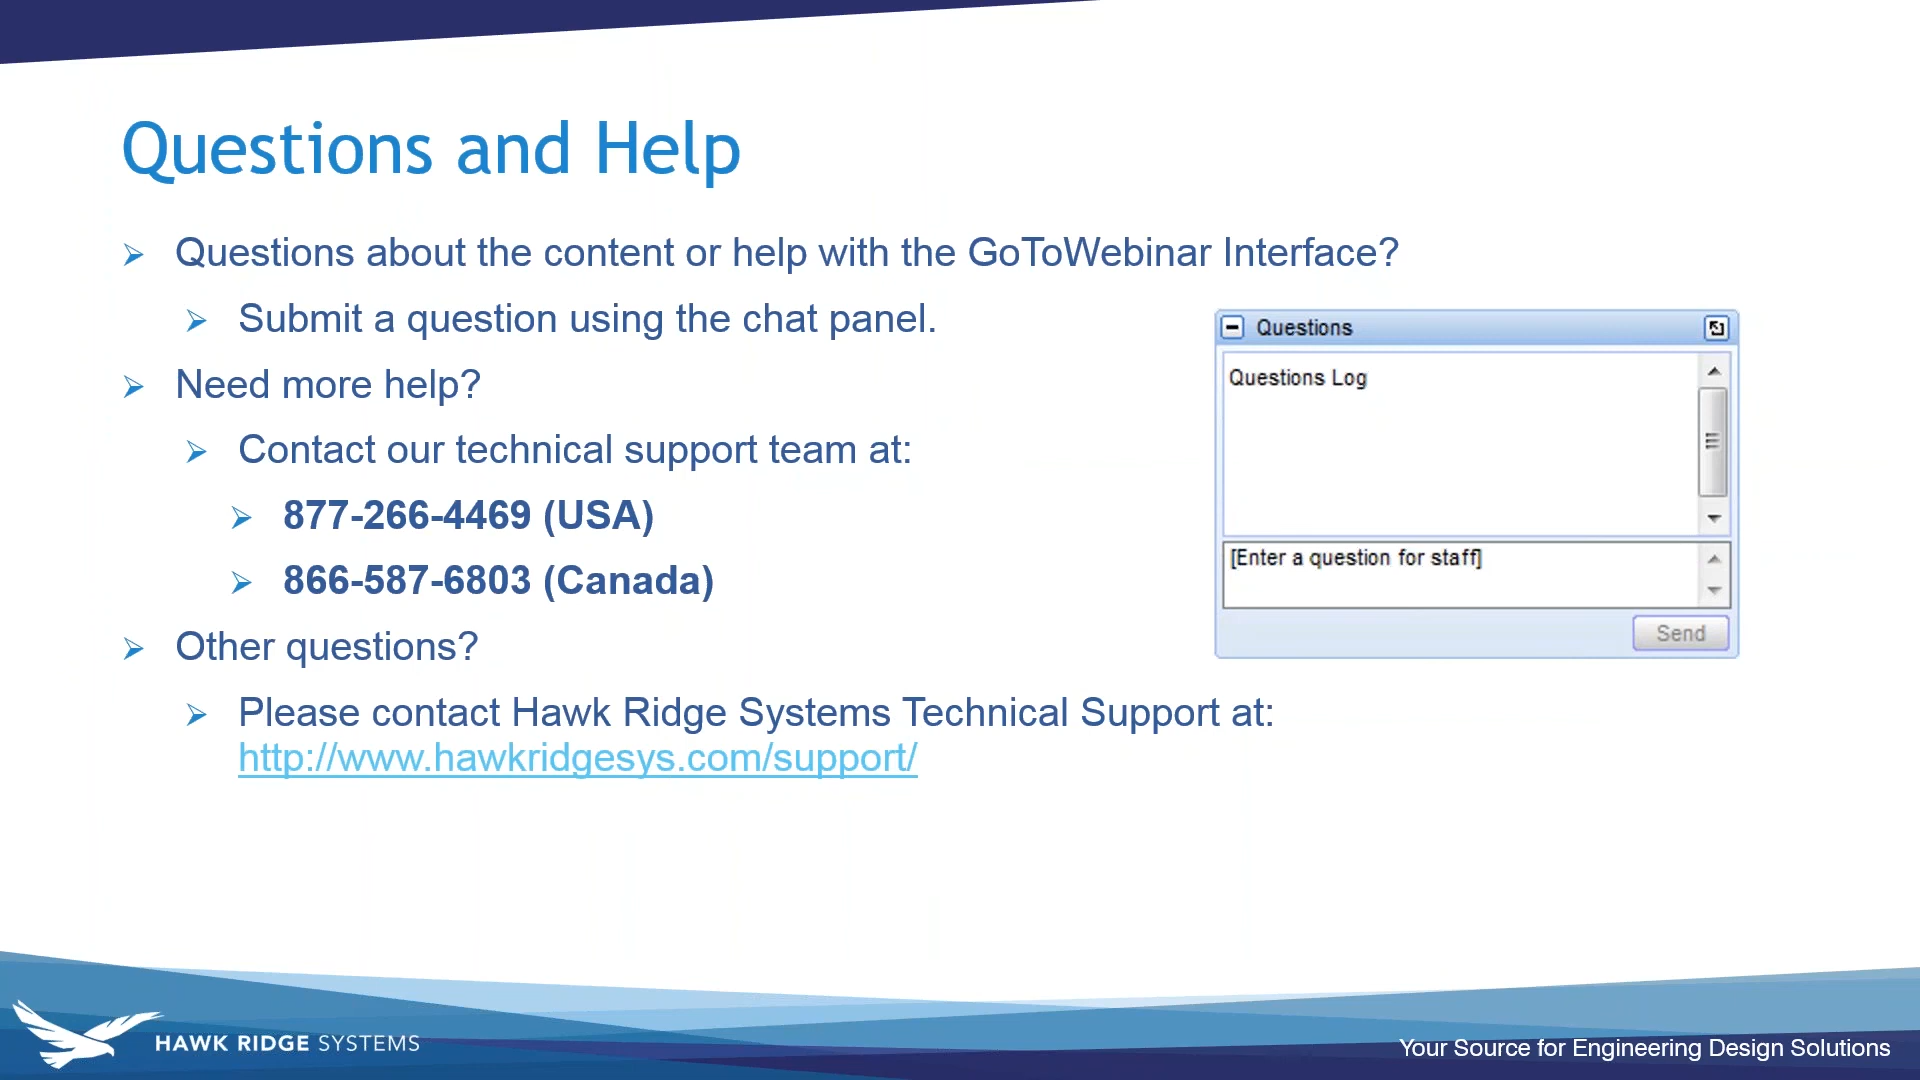 Questions and Help
Questions about the content or help with the GoToWebinar Interface?
Submit a question using the chat panel.
Need more help?
Contact our technical support team at:
877-266-4469 (USA)
866-587-6803 (Canada)
Other questions?
Please contact Hawk Ridge Systems Technical Support at:
http://www.hawkridgesys.com/support/
Questions
Questions Log
[Enter a question for staff]
Send
HAWK RIDGE SYSTEMS
Your Source for Engineering Design Solutions